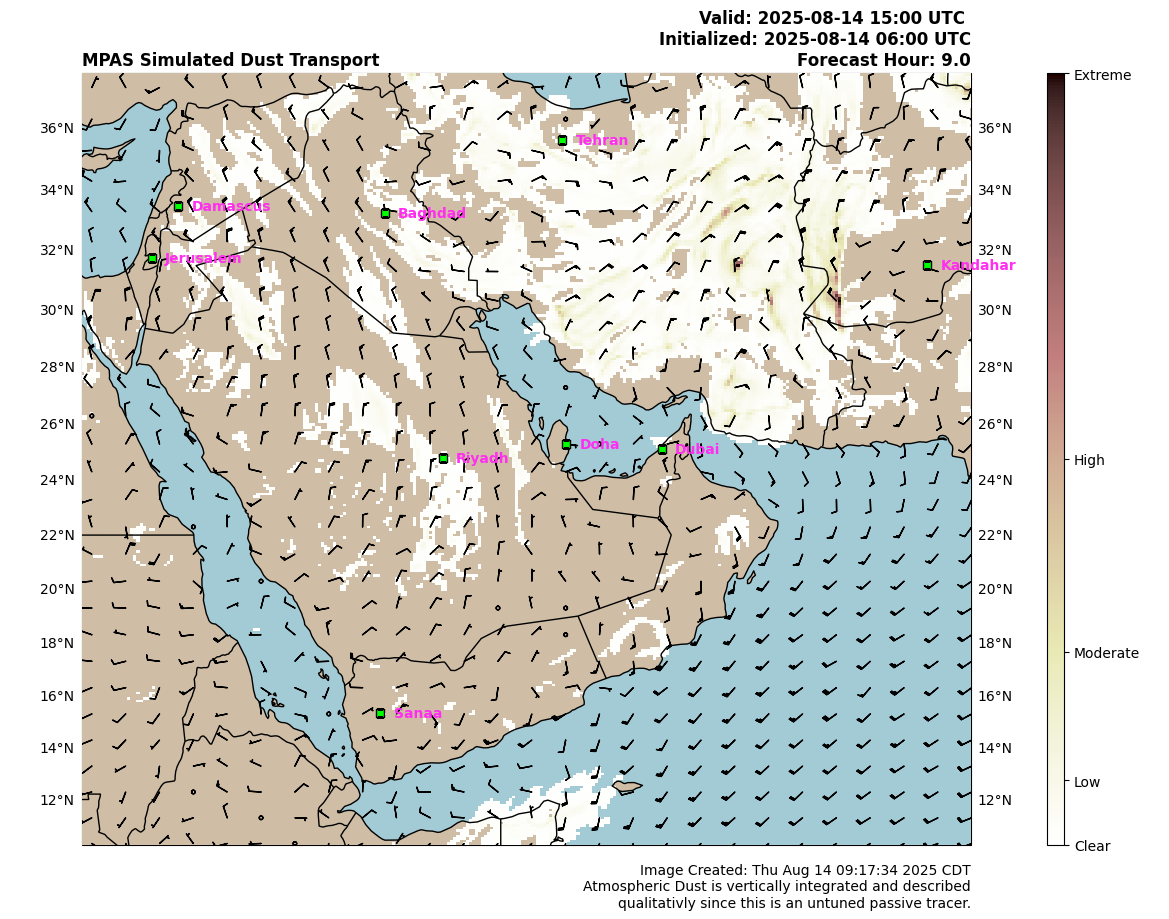 Valid: 2025-08-14 15:00 UTC
Initialized: 2025-08-14 06:00 UTC
MPAS Simulated Dust Transport
Forecast Hour: 9.0
Extreme
36°N
36°N
Tehran
34°N
34°N
Damascus
Baghdad
32°N
32°N
Jerusalem
Kandahar
30°N
30°N
28°N
28°N
26°N
26°N
Doha
Dubai
Riyadh
High
24°N
24°N
22°N
22°N
20°N
20°N
18°N
18°N
Moderate
16°N
16°N
Sanaa
14°N
14°N
Low
12°N
12°N
Clear
Image Created: Thu Aug 14 09:17:34 2025 CDT
Atmospheric Dust is vertically integrated and described
qualitativly since this is an untuned passive tracer.